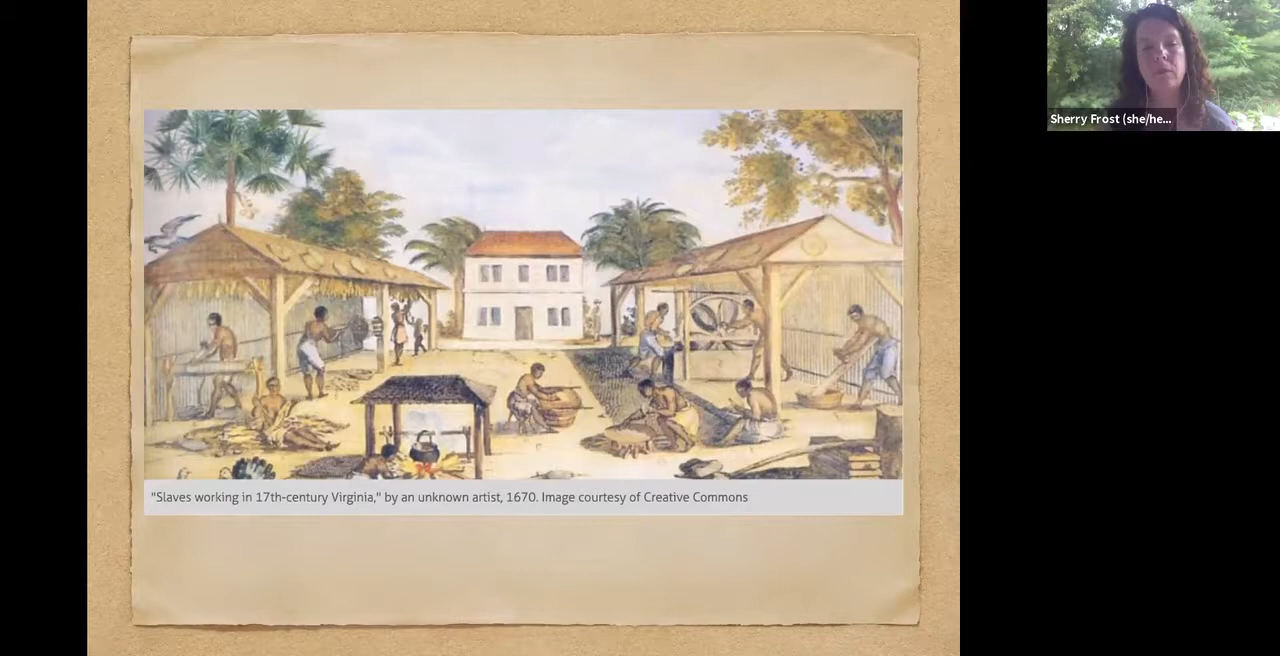 Sherry Frost (she/he...
"Slaves working in 17th-century Virginia," by an unknown artist, 1670. Image courtesy of Creative Commons